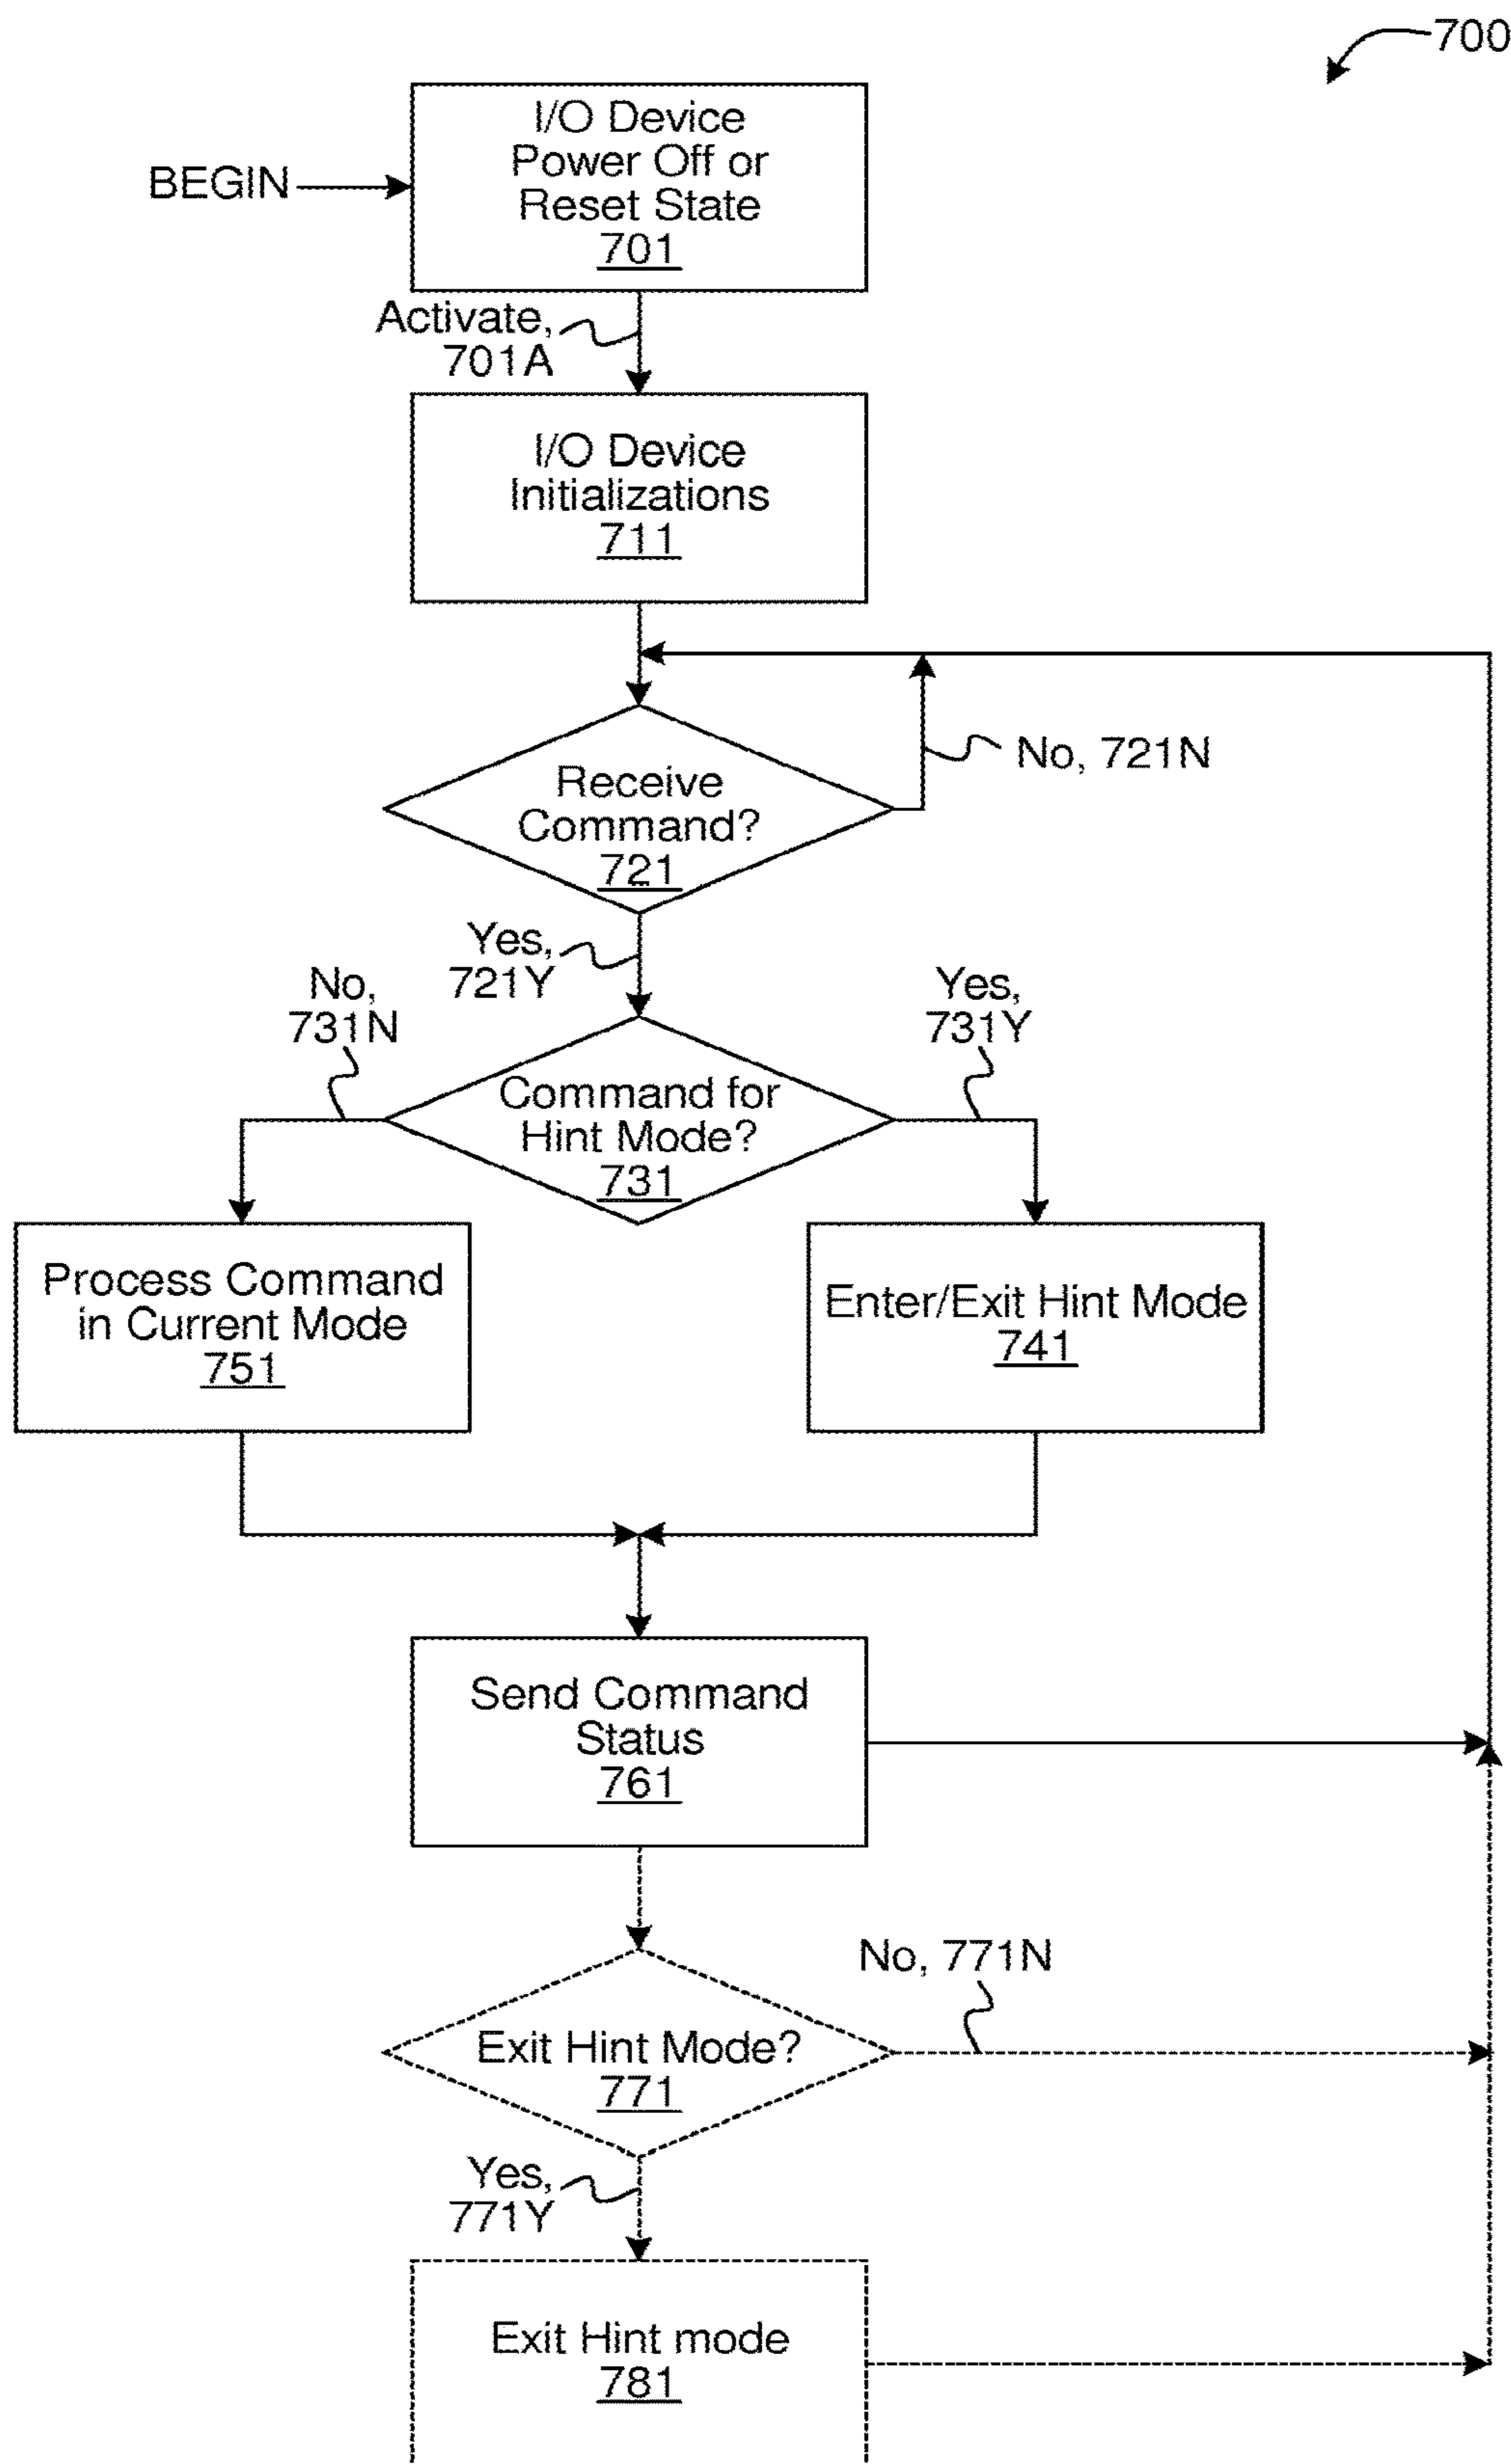 700
I/O Device
Power Off or
Reset State
701
BEGIN
Activate,
701A
I/O Device
Initializations
711
No, 721N
Receive
Command?
721
Yes,
721Y
No,
731N
Yes,
731Y
Command for
Hint Mode?
731
Process Command
in Current Mode
751
Enter/Exit Hint Mode
741
Send Command
Status
761
No, 771N
Exit Hint Mode?
771
Yes,
771Y
Exit Hint mode
781